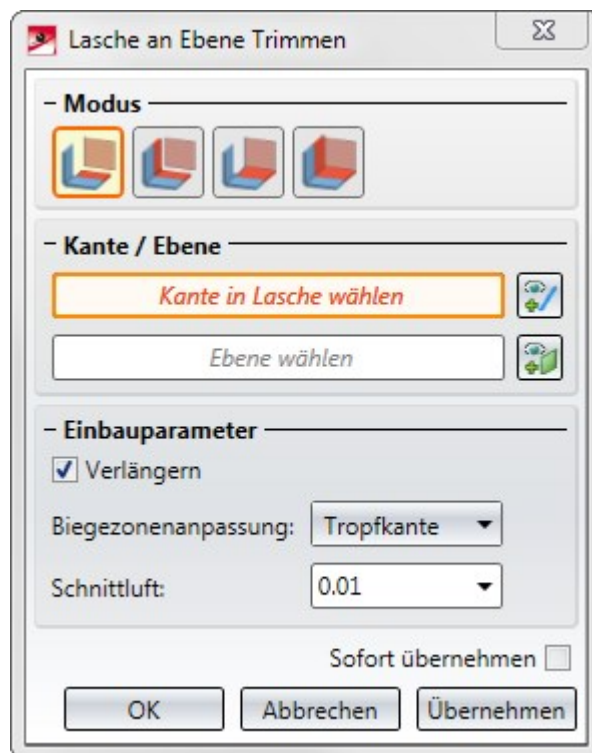 Lasche an Ebene Trimmen
Modus
Kante / Ebene
Kante in Lasche wählen
Ebene wählen
Einbauparameter
Verlängern
Biegezonenanpassung: Tropfkante
Schnittluft: 0.01
Sofort übernehmen
OK Abbrechen Übernehmen